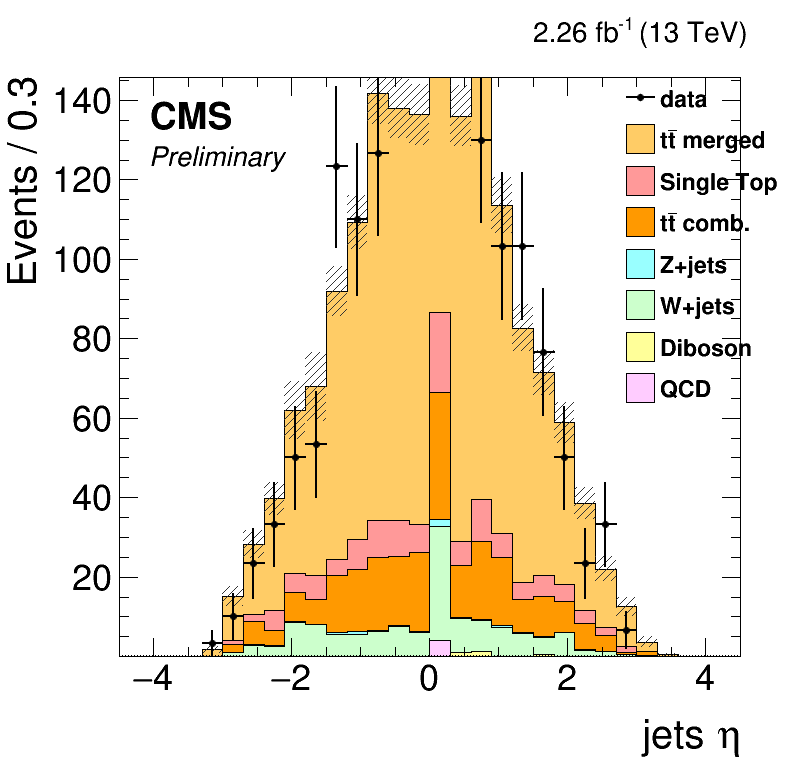 2.26 fb⁻¹ (13 TeV)
CMS
Preliminary
data
tt̄ merged
Single Top
tt̄ comb.
Z+jets
W+jets
Diboson
QCD
Events / 0.3
140
120
100
80
60
40
20
−4 −2 0 2 4
jets η